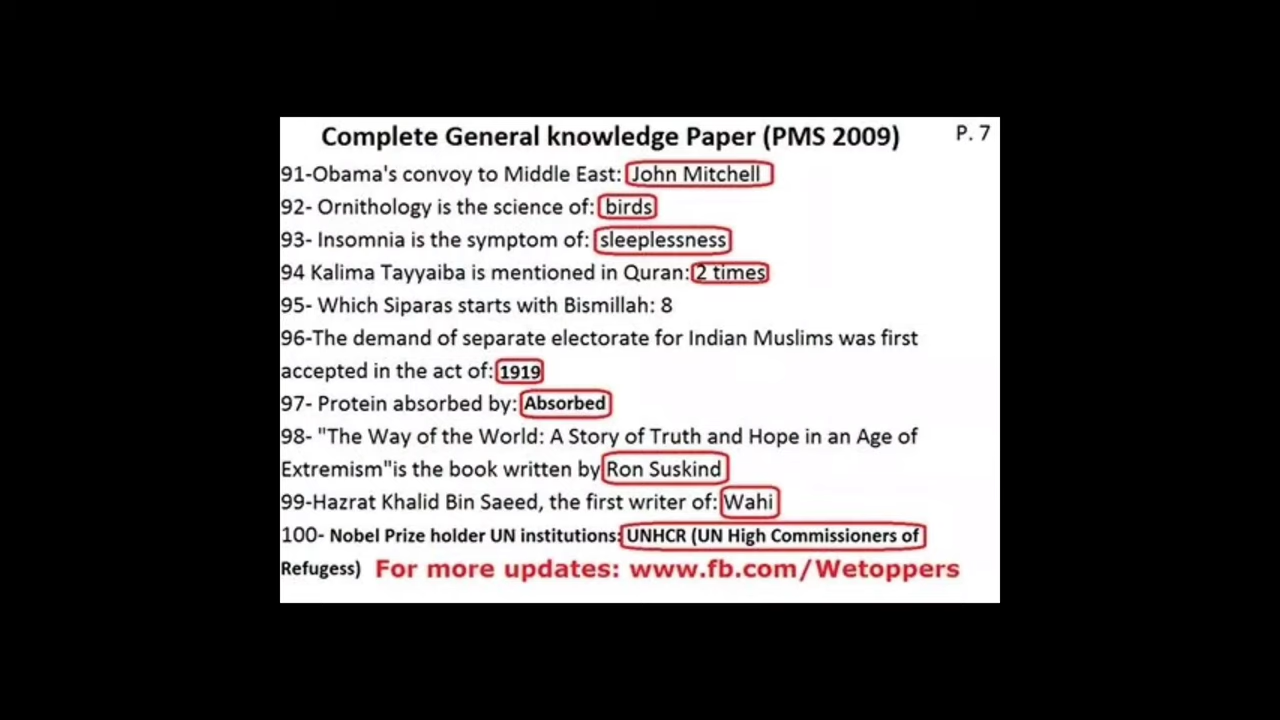 Complete General knowledge Paper (PMS 2009) P. 7
91-Obama's convoy to Middle East: John Mitchell
92- Ornithology is the science of: birds
93- Insomnia is the symptom of: sleeplessness
94 Kalima Tayyaiba is mentioned in Quran: 2 times
95- Which Siparas starts with Bismillah: 8
96-The demand of separate electorate for Indian Muslims was first
accepted in the act of: 1919
97- Protein absorbed by: Absorbed
98- "The Way of the World: A Story of Truth and Hope in an Age of
Extremism"is the book written by Ron Suskind
99-Hazrat Khalid Bin Saeed, the first writer of: Wahi
100- Nobel Prize holder UN institutions: UNHCR (UN High Commissioners of
Refugess) For more updates: www.fb.com/Wetoppers